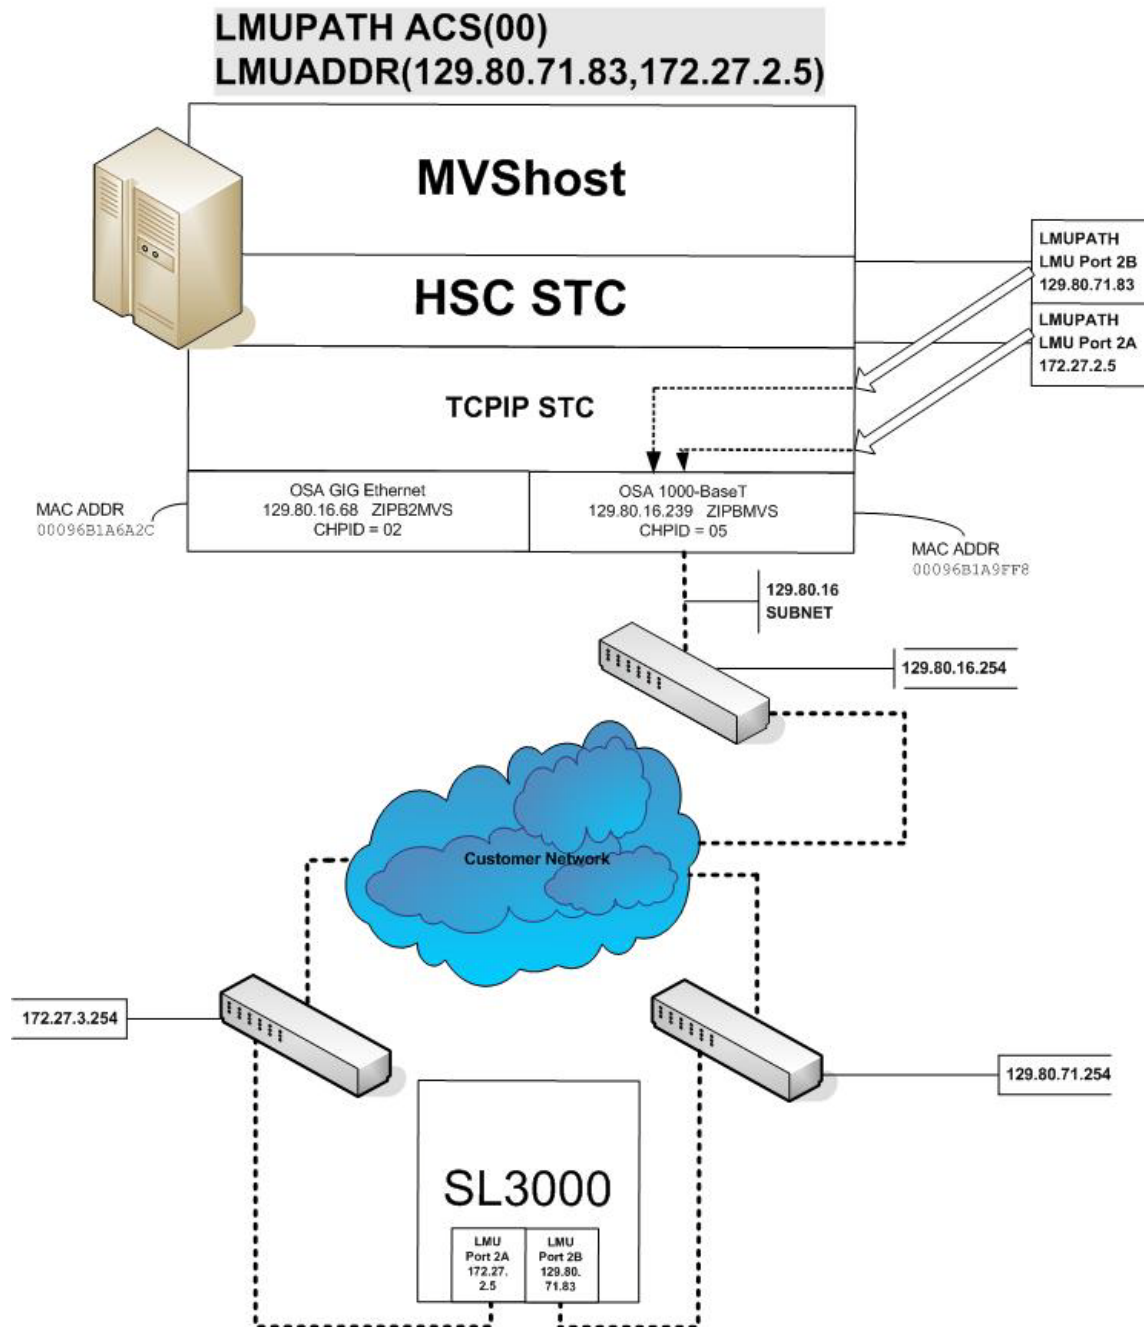 LMUPATH ACS(00)
LMUADDR(129.80.71.83,172.27.2.5)
MVShost
HSC STC
TCPIP STC
LMUPATH
LMU Port 2B
129.80.71.83
LMUPATH
LMU Port 2A
172.27.2.5
MAC ADDR
00096B1A6A2C
OSA GIG Ethernet
129.80.16.68 ZIPB2MVS
CHPID = 02
OSA 1000-BaseT
129.80.16.239 ZIPBMVS
CHPID = 05
MAC ADDR
00096B1A9FF8
129.80.16
SUBNET
129.80.16.254
Customer Network
172.27.3.254
129.80.71.254
SL3000
LMU
Port 2A
172.27.
2.5
LMU
Port 2B
129.80.
71.83